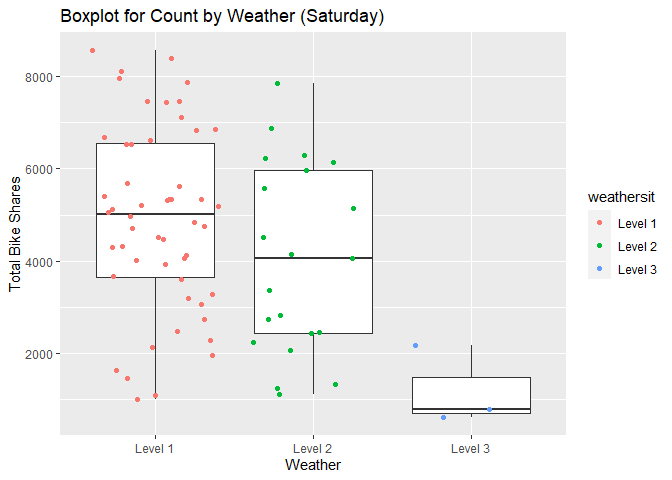 Boxplot for Count by Weather (Saturday)
8000
6000
4000
2000
Total Bike Shares
Level 1
Level 2
Level 3
Weather
weathersit
Level 1
Level 2
Level 3